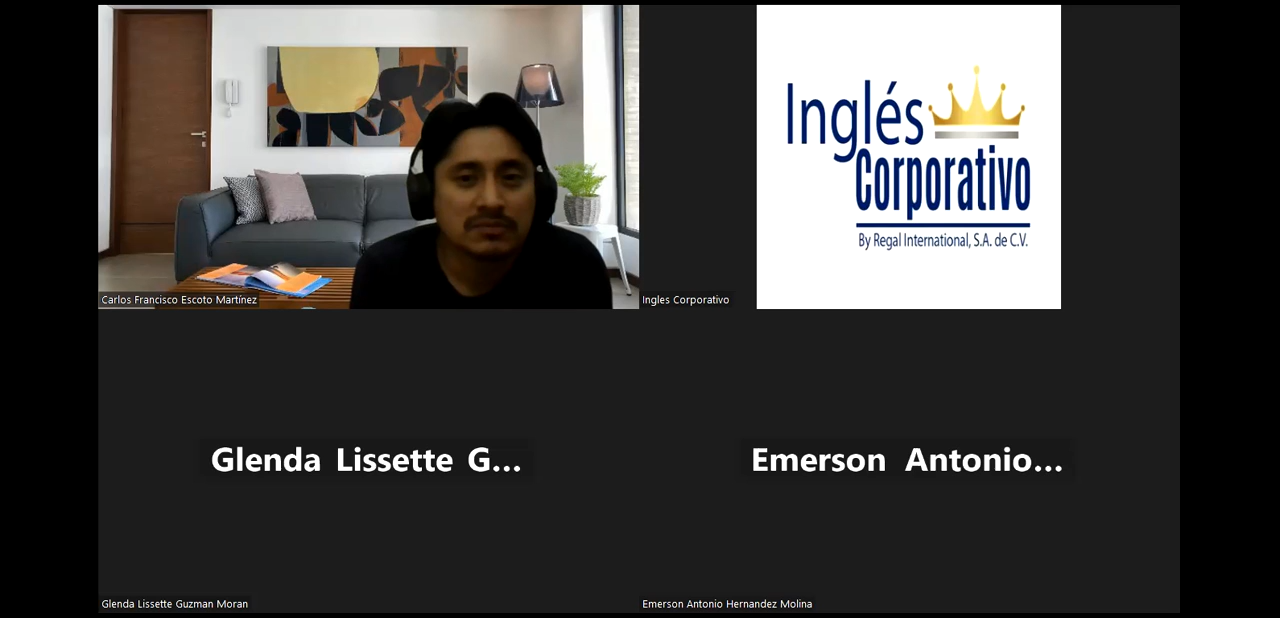 Inglés
Corporativo
By Regal International, S.A. de C.V.
Carlos Francisco Escoto Martínez
Ingles Corporativo
Glenda Lissette G...
Emerson Antonio...
Glenda Lissette Guzman Moran
Emerson Antonio Hernandez Molina